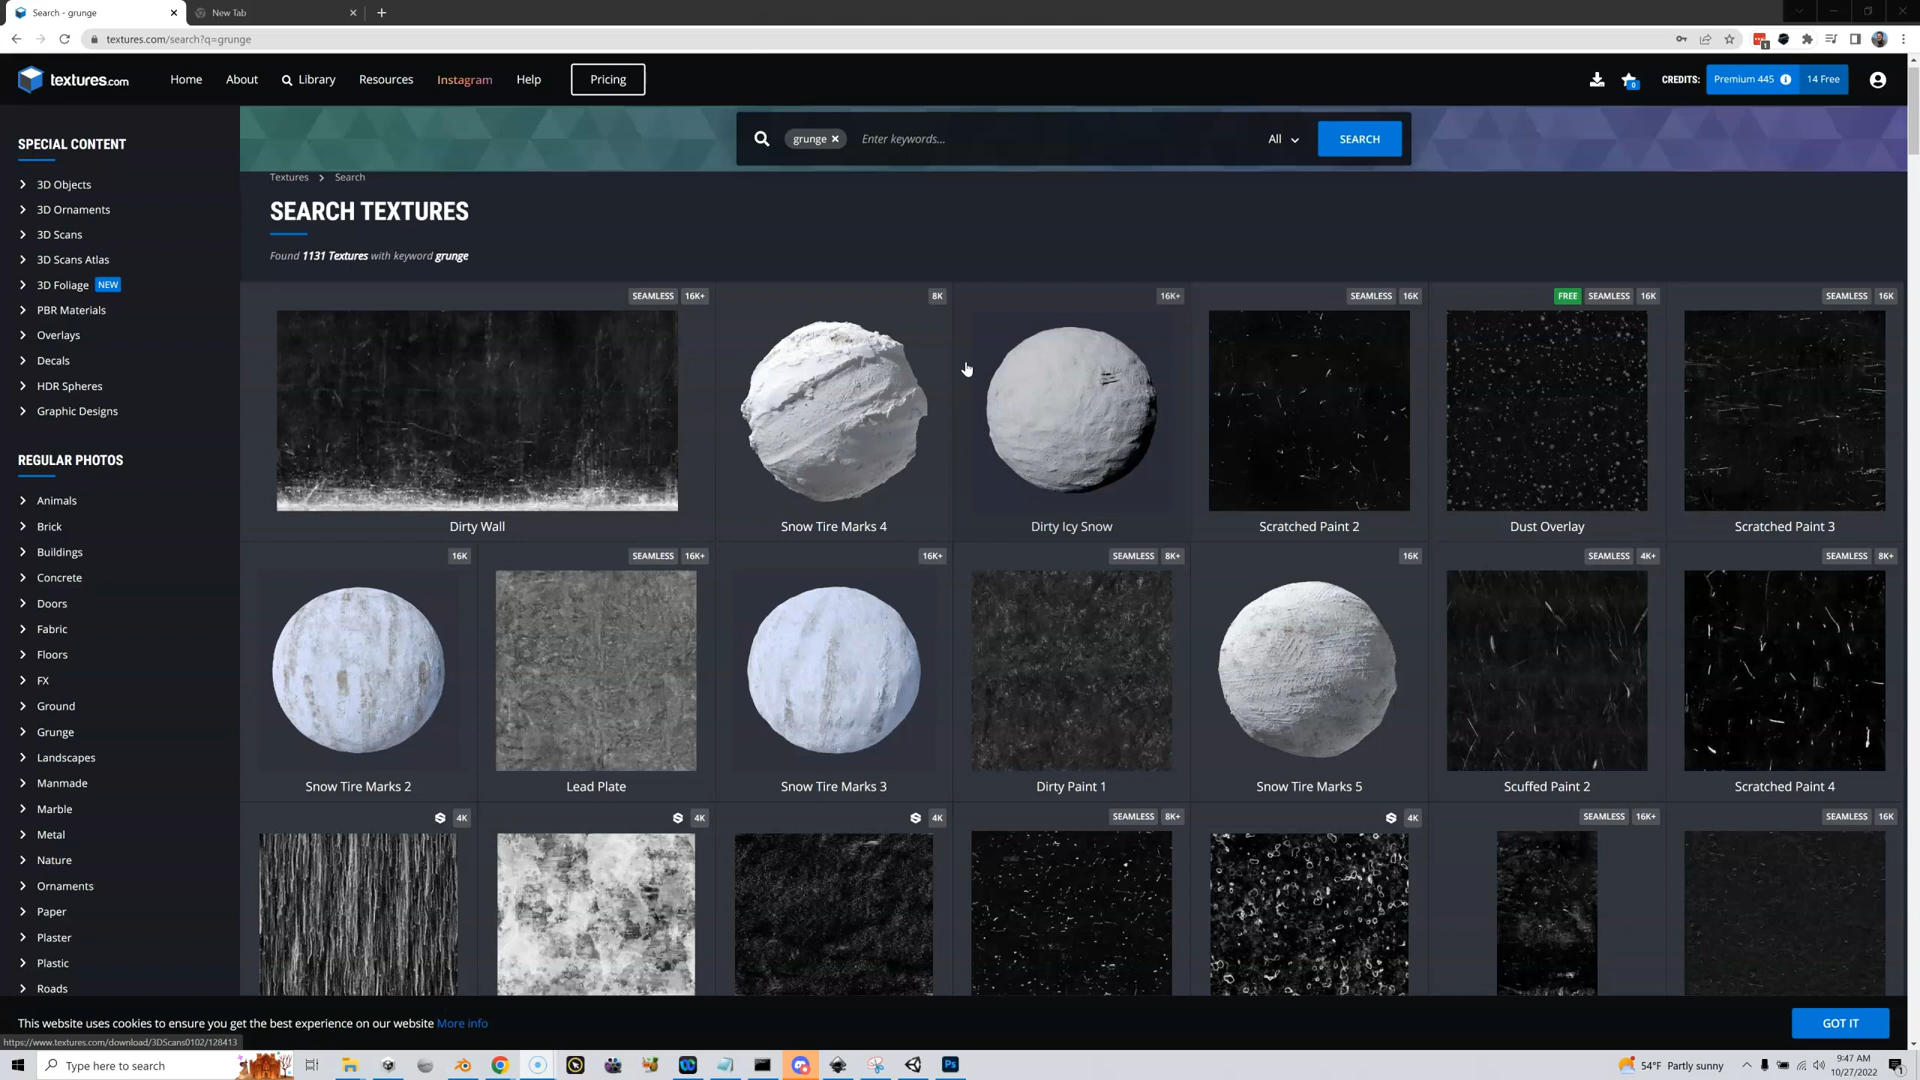 Search - grunge
New Tab
textures.com/search?q=grunge
textures.com
Home
About
Library
Resources
Instagram
Help
Pricing
0
CREDITS:
Premium 445
14 Free
SPECIAL CONTENT
3D Objects
3D Ornaments
3D Scans
3D Scans Atlas
3D Foliage NEW
PBR Materials
Overlays
Decals
HDR Spheres
Graphic Designs
REGULAR PHOTOS
Animals
Brick
Buildings
Concrete
Doors
Fabric
Floors
FX
Ground
Grunge
Landscapes
Manmade
Marble
Metal
Nature
Ornaments
Paper
Plaster
Plastic
Roads
grunge
Enter keywords...
All
SEARCH
Textures
Search
SEARCH TEXTURES
Found 1131 Textures with keyword grunge
SEAMLESS 16K+
8K
16K+
SEAMLESS 16K
FREE SEAMLESS 16K
SEAMLESS 16K
Dirty Wall
Snow Tire Marks 4
Dirty Icy Snow
Scratched Paint 2
Dust Overlay
Scratched Paint 3
16K
SEAMLESS 16K+
16K+
SEAMLESS 8K+
16K
SEAMLESS 4K+
SEAMLESS 8K+
Snow Tire Marks 2
Lead Plate
Snow Tire Marks 3
Dirty Paint 1
Snow Tire Marks 5
Scuffed Paint 2
Scratched Paint 4
4K
4K
4K
SEAMLESS 8K+
4K
SEAMLESS 16K+
SEAMLESS 16K
This website uses cookies to ensure you get the best experience on our website More info
GOT IT
https://www.textures.com/download/3DScans0102/128413
Type here to search
Ps
54°F Partly sunny
9:47 AM
10/27/2022